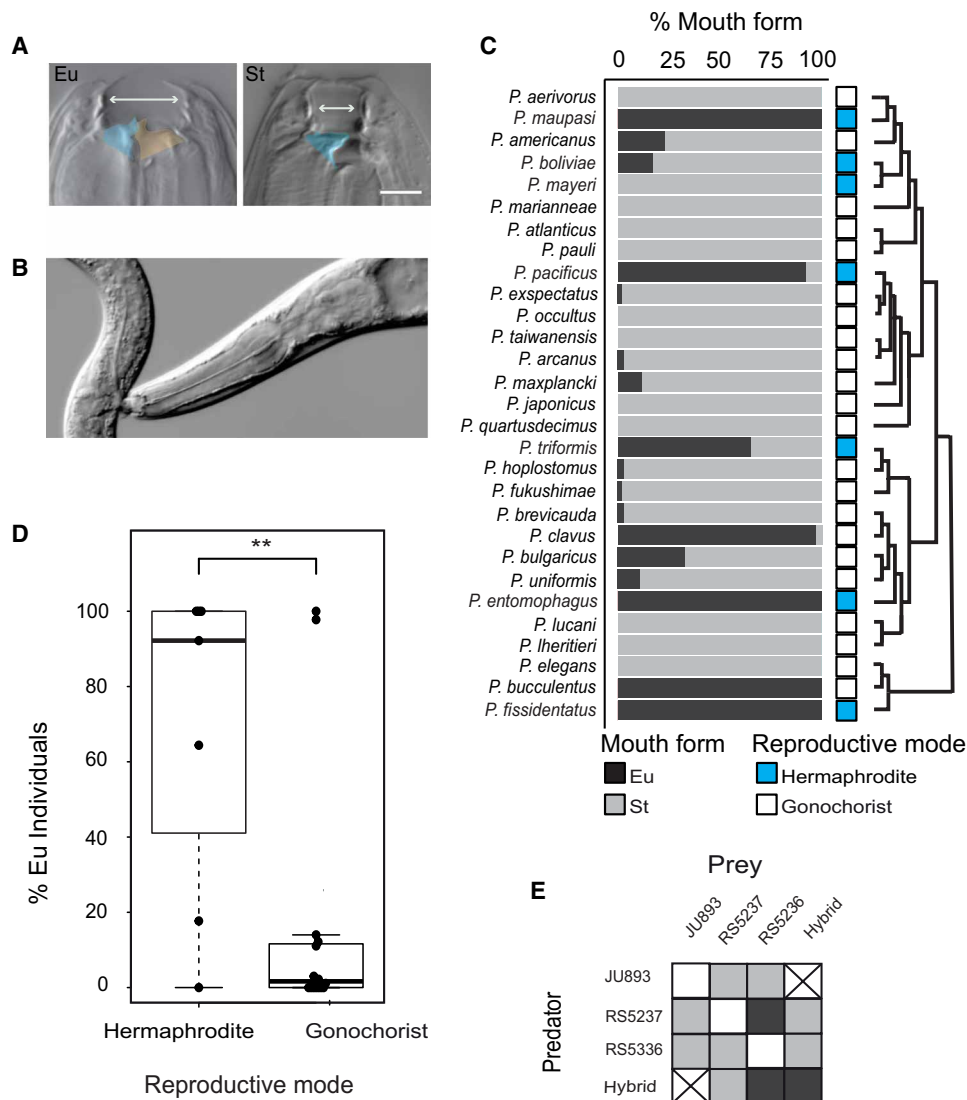 A
Eu
St
B
C
% Mouth form
0 25 50 75 100
P. aerivorus
P. maupasi
P. americanus
P. boliviae
P. mayeri
P. marianneae
P. atlanticus
P. pauli
P. pacificus
P. exspectatus
P. occultus
P. taiwanensis
P. arcanus
P. maxplancki
P. japonicus
P. quartusdecimus
P. triformis
P. hoplostomus
P. fukushimae
P. brevicauda
P. clavus
P. bulgaricus
P. uniformis
P. entomophagus
P. lucani
P. lheritieri
P. elegans
P. bucculentus
P. fissidentatus
Mouth form
Eu
St
Reproductive mode
Hermaphrodite
Gonochorist
D
**
% Eu Individuals
100
80
60
40
20
0
Hermaphrodite Gonochorist
Reproductive mode
E
Prey
JU893 RS5237 RS5236 Hybrid
Predator
JU893
RS5237
RS5336
Hybrid